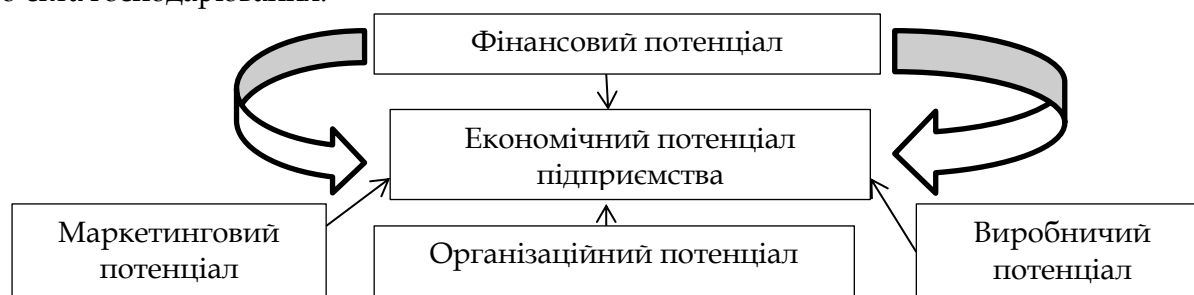 Фінансовий потенціал
Економічний потенціал
підприємства
Маркетинговий
потенціал
Організаційний потенціал
Виробничий
потенціал